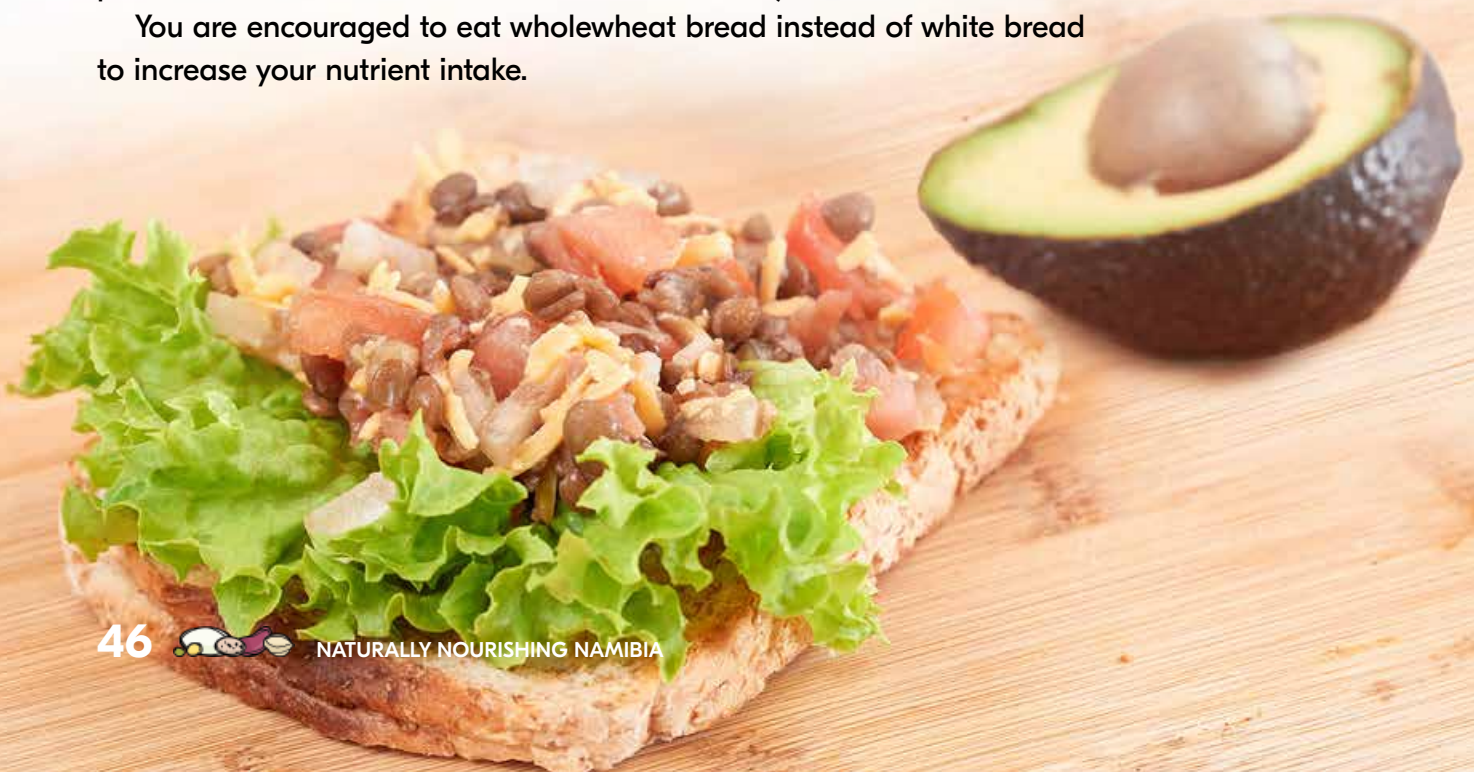 You are encouraged to eat wholewheat bread instead of white bread
to increase your nutrient intake.
46 NATURALLY NOURISHING NAMIBIA